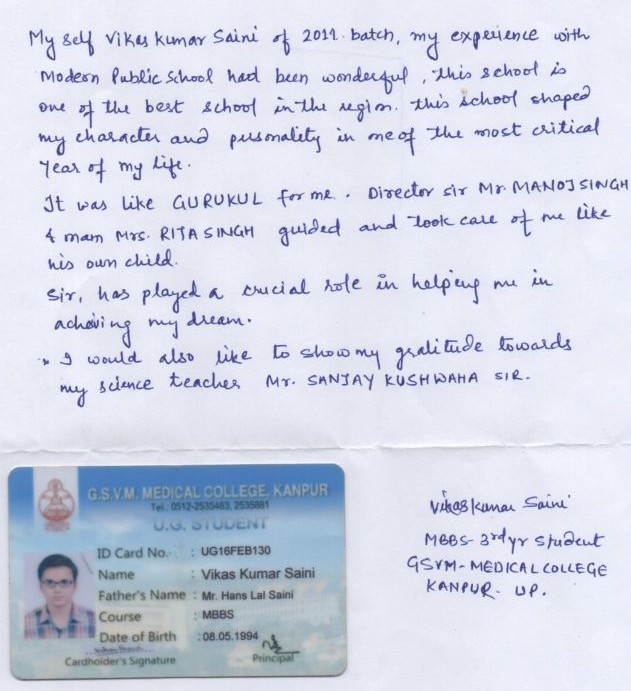 My self Vikas Kumar Saini of 2011 batch, my experience with
Modern Public School had been wonderful, this school is
one of the best school in the region. this school shaped
my character and personality in one of the most critical
Year of my life.
It was like GURUKUL for me. Director sir Mr. MANOJ SINGH
& mam Mrs. RITA SINGH guided and took care of me like
his own child.
Sir, has played a crucial role in helping me in
achaving my dream.
* I would also like to show my gratitude towards
my science teacher Mr. SANJAY KUSHWAHA SIR.
G.S.V.M. MEDICAL COLLEGE, KANPUR
Tel.: 0512-2535483, 2535881
U.G. STUDENT
ID Card No. : UG16FEB130
Name : Vikas Kumar Saini
Father's Name : Mr. Hans Lal Saini
Course : MBBS
Date of Birth : 08.05.1994
Cardholder's Signature
Principal
Vikas Kumar Saini
MBBS- 3rd yr student
GSVM- MEDICAL COLLEGE
KANPUR- UP.